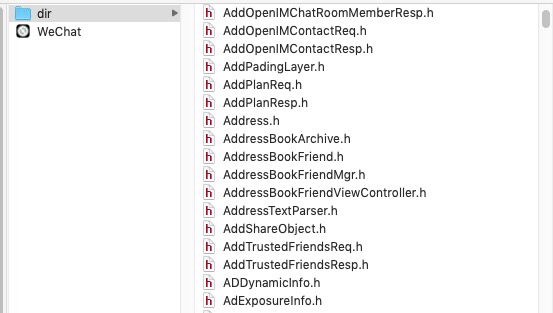 dir
WeChat
AddOpenIMChatRoomMemberResp.h
AddOpenIMContactReq.h
AddOpenIMContactResp.h
AddPadingLayer.h
AddPlanReq.h
AddPlanResp.h
Address.h
AddressBookArchive.h
AddressBookFriend.h
AddressBookFriendMgr.h
AddressBookFriendViewController.h
AddressTextParser.h
AddShareObject.h
AddTrustedFriendsReq.h
AddTrustedFriendsResp.h
ADDynamicInfo.h
AdExposureInfo.h